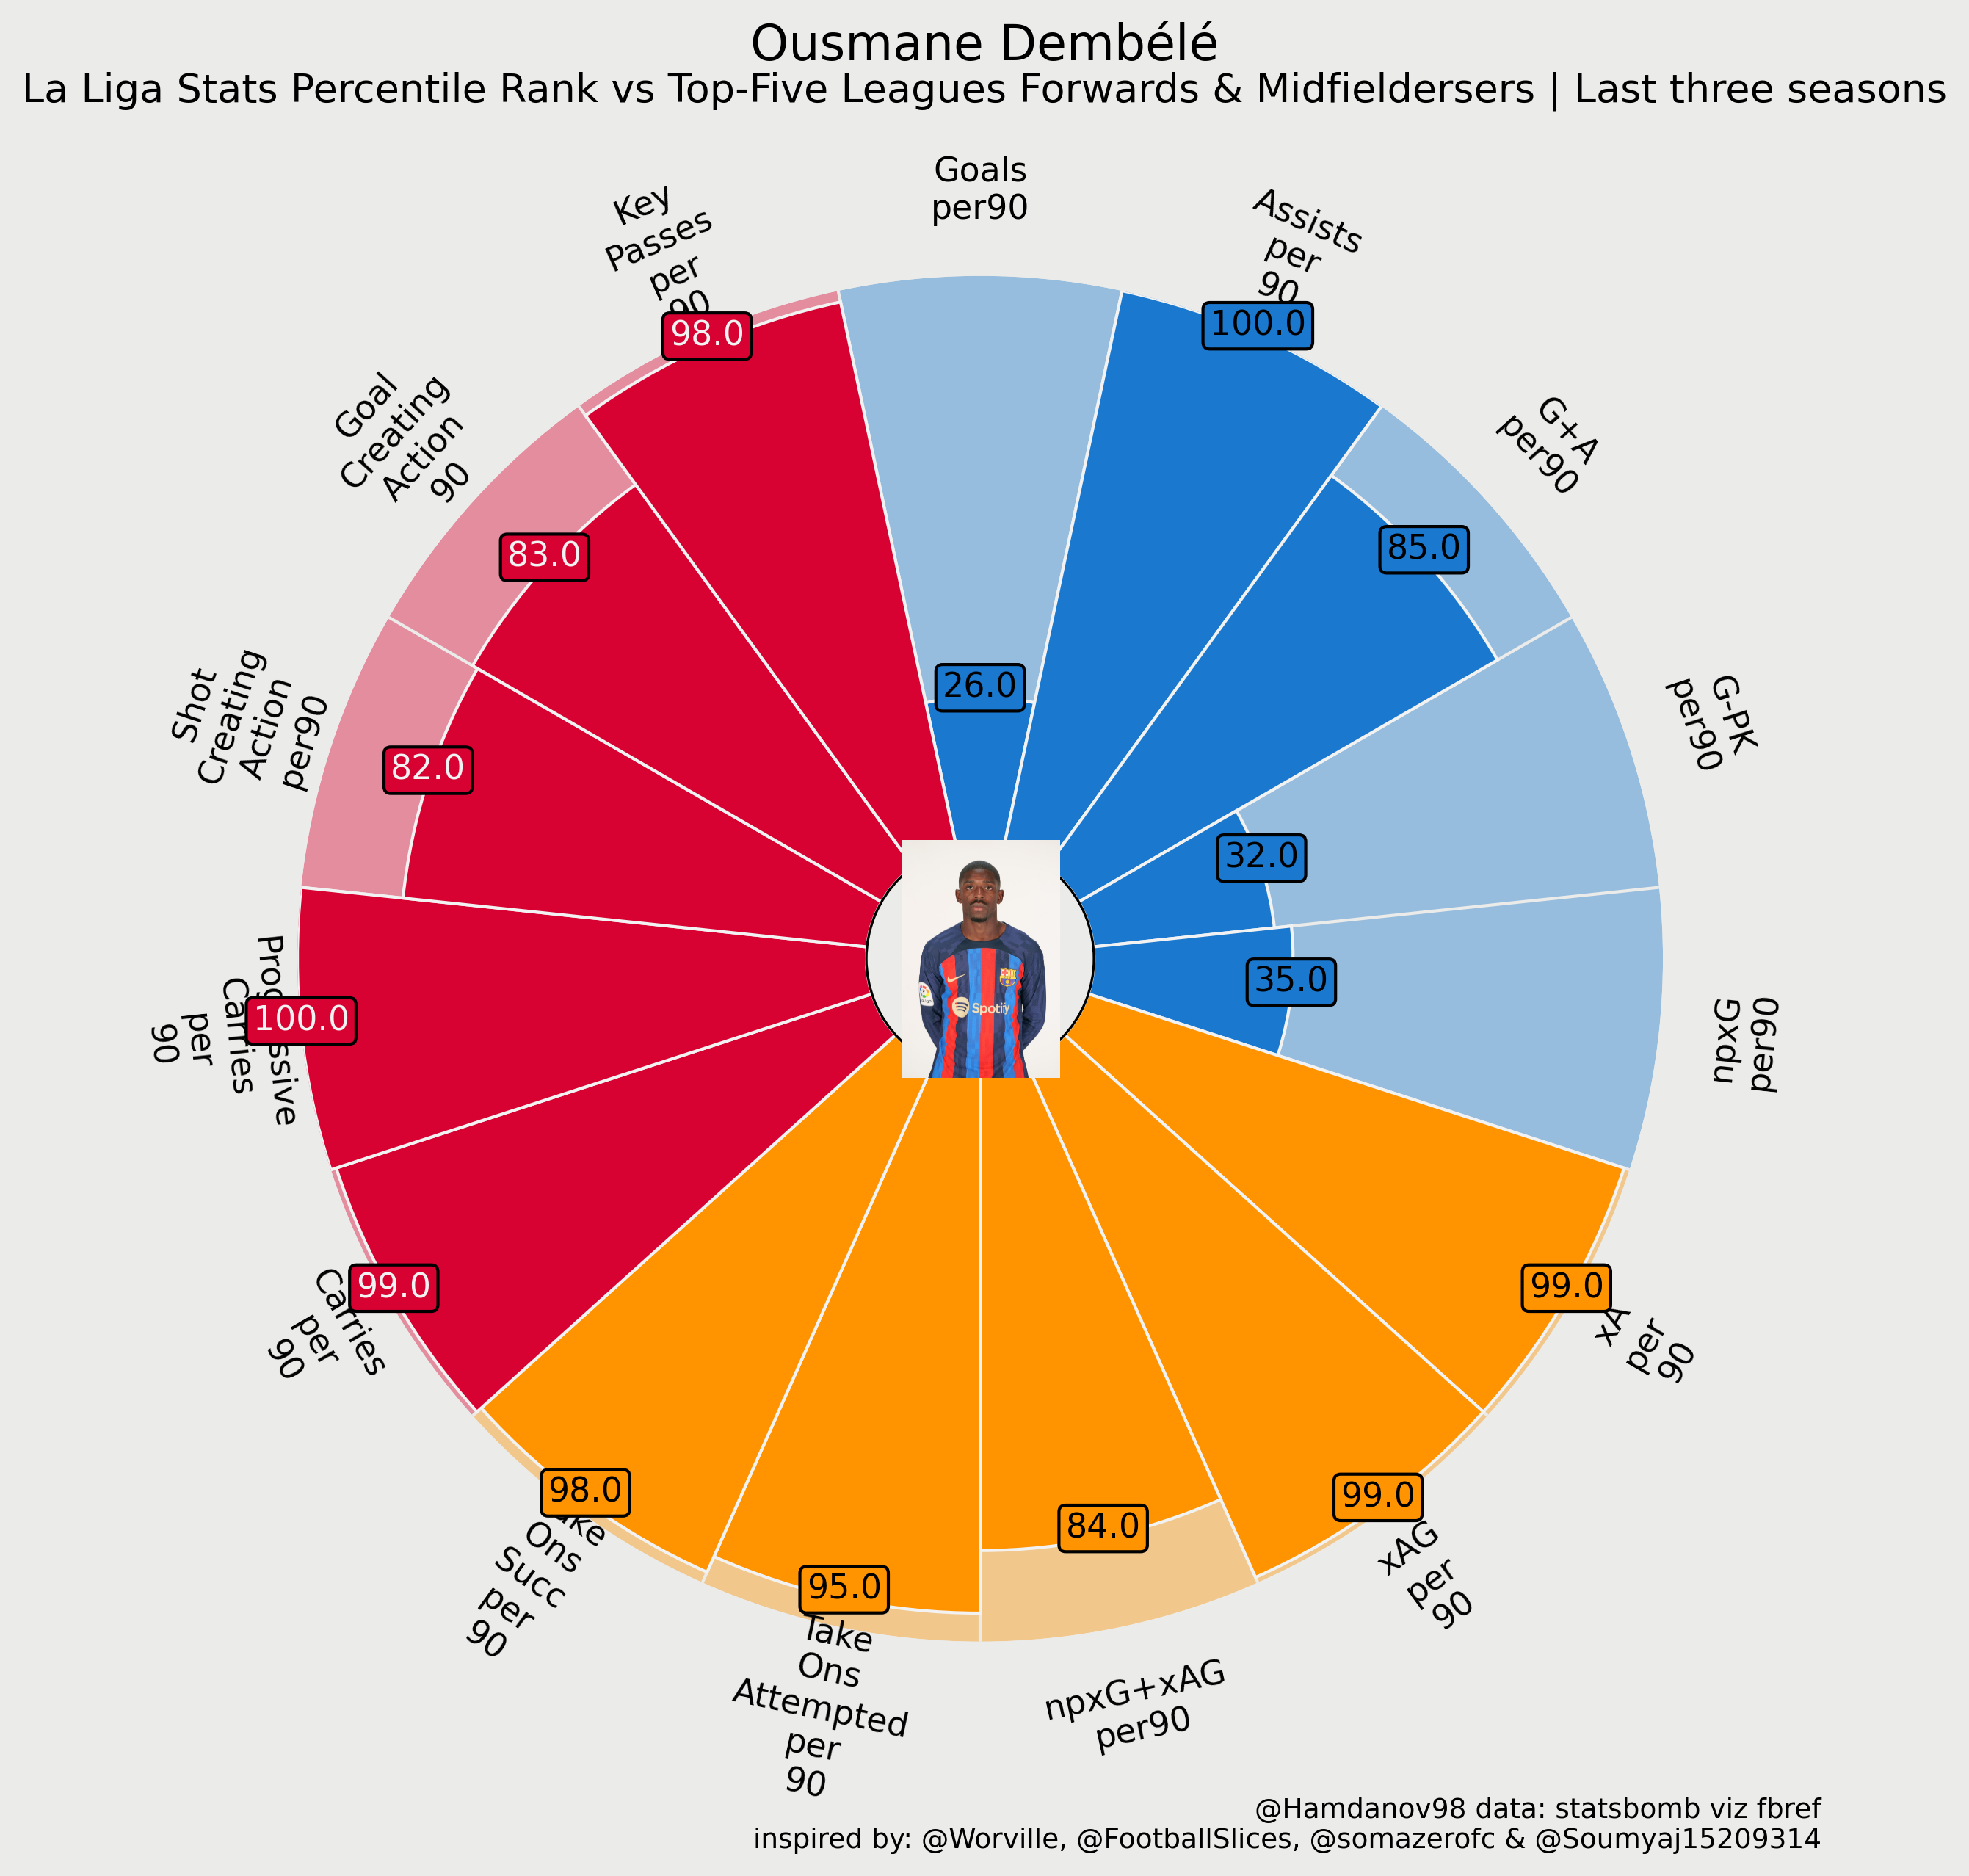 Ousmane Dembélé
La Liga Stats Percentile Rank vs Top-Five Leagues Forwards & Midfieldersers | Last three seasons
Goals
per90
26.0
Assists
per
90
100.0
G+A
per90
85.0
G-PK
per90
32.0
npxG
per90
35.0
xA
per
90
99.0
xAG
per
90
99.0
npxG+xAG
per90
84.0
Take
Ons
Attempted
per
90
95.0
Ons
Succ
per
90
98.0
Carries
per
90
99.0
Progressive
Carries
per
90
100.0
Shot
Creating
Action
per90
82.0
Goal
Creating
Action
90
83.0
Key
Passes
per
90
98.0
Spotify
@Hamdanov98 data: statsbomb viz fbref
inspired by: @Worville, @FootballSlices, @somazerofc & @Soumyaj15209314